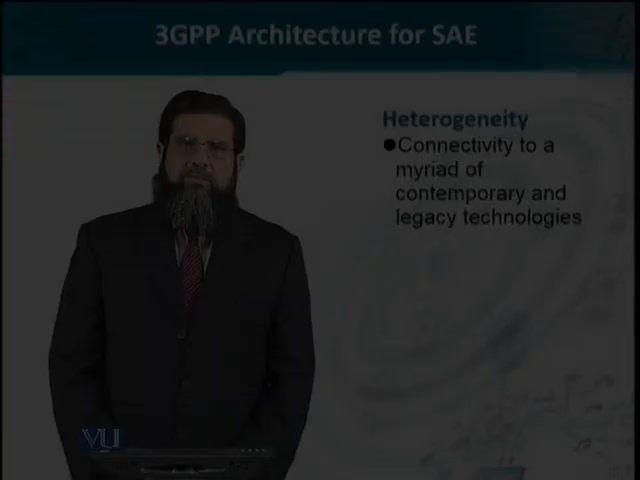 3GPP Architecture for SAE
Heterogeneity
●Connectivity to a
myriad of
contemporary and
legacy technologies
VU